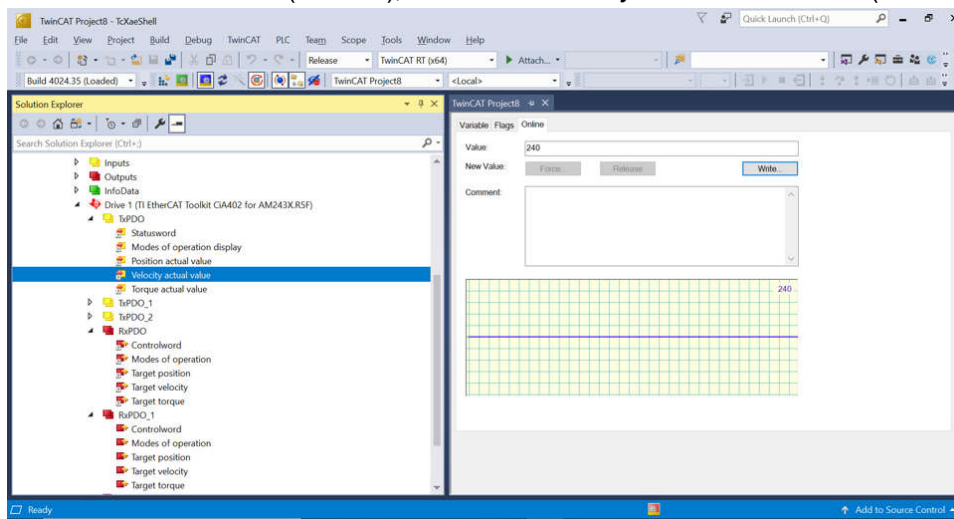 TwinCAT Project8 - TcXaeShell
Quick Launch (Ctrl+Q)
File Edit View Project Build Debug TwinCAT PLC Team Scope Tools Window Help
Release TwinCAT RT (x64) Attach...
Build 4024.35 (Loaded) TwinCAT Project8 <Local>
Solution Explorer
Search Solution Explorer (Ctrl+;)
Inputs
Outputs
InfoData
Drive 1 (TI EtherCAT Toolkit CiA402 for AM243X.R5F)
TxPDO
Statusword
Modes of operation display
Position actual value
Velocity actual value
Torque actual value
TxPDO_1
TxPDO_2
RxPDO
Controlword
Modes of operation
Target position
Target velocity
Target torque
RxPDO_1
Controlword
Modes of operation
Target position
Target velocity
Target torque
TwinCAT Project8
Variable Flags Online
Value: 240
New Value: Force... Release Write...
Comment:
240
Ready
Add to Source Control